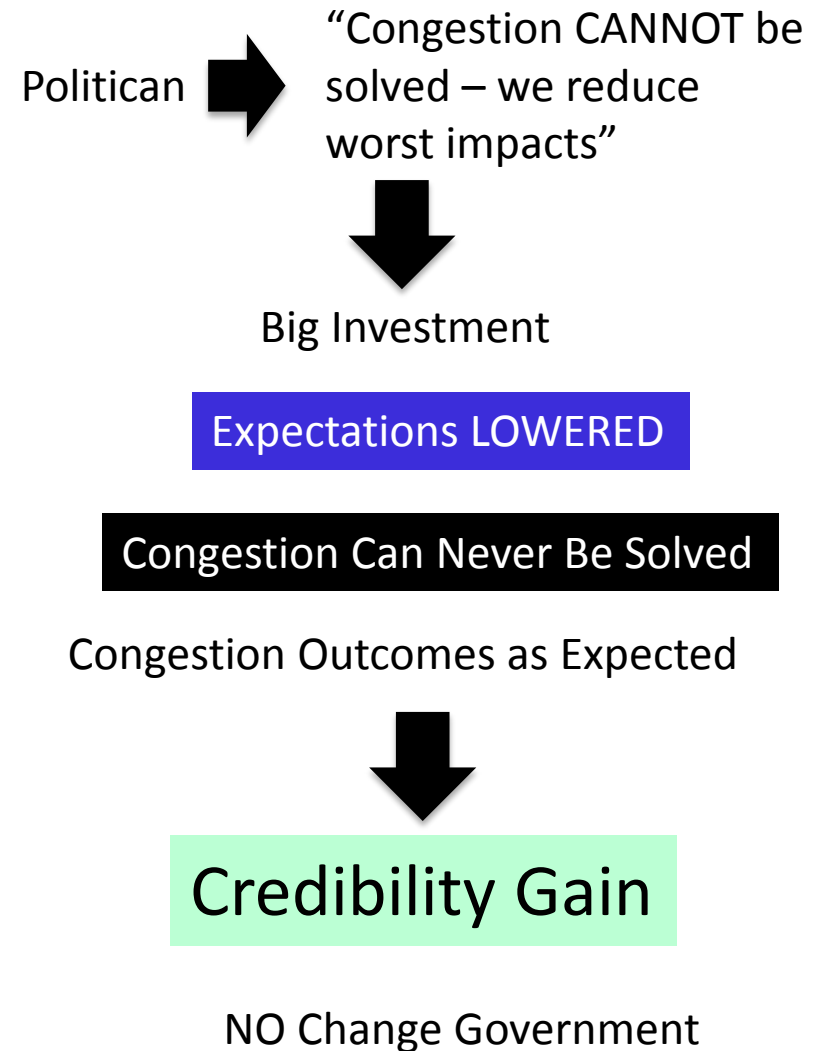 Politican
“Congestion CANNOT be
solved – we reduce
worst impacts”
Big Investment
Expectations LOWERED
Congestion Can Never Be Solved
Congestion Outcomes as Expected
Credibility Gain
NO Change Government